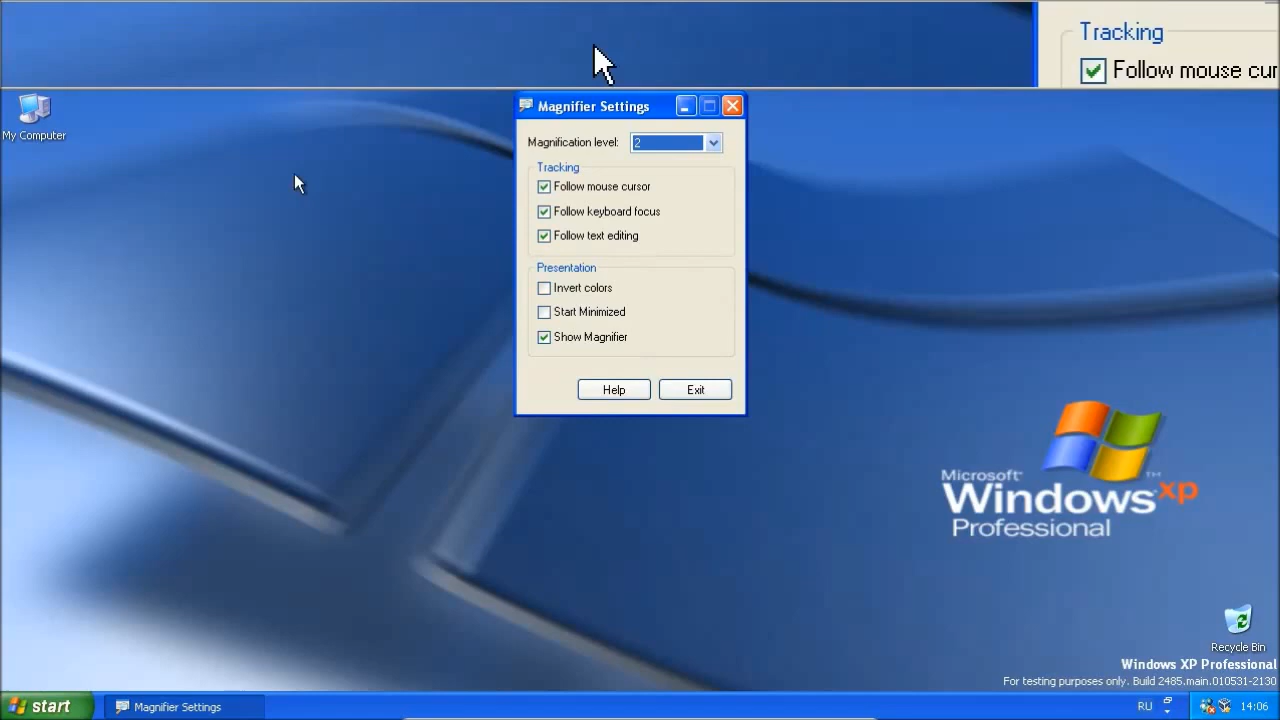 Tracking
Follow mouse cur
My Computer
Magnifier Settings
Magnification level: 2
Tracking
Follow mouse cursor
Follow keyboard focus
Follow text editing
Presentation
Invert colors
Start Minimized
Show Magnifier
Help Exit
Microsoft
Windows xp
TM
Professional
Recycle Bin
Windows XP Professional
For testing purposes only. Build 2485.main.010531-2130
start Magnifier Settings RU 14:06